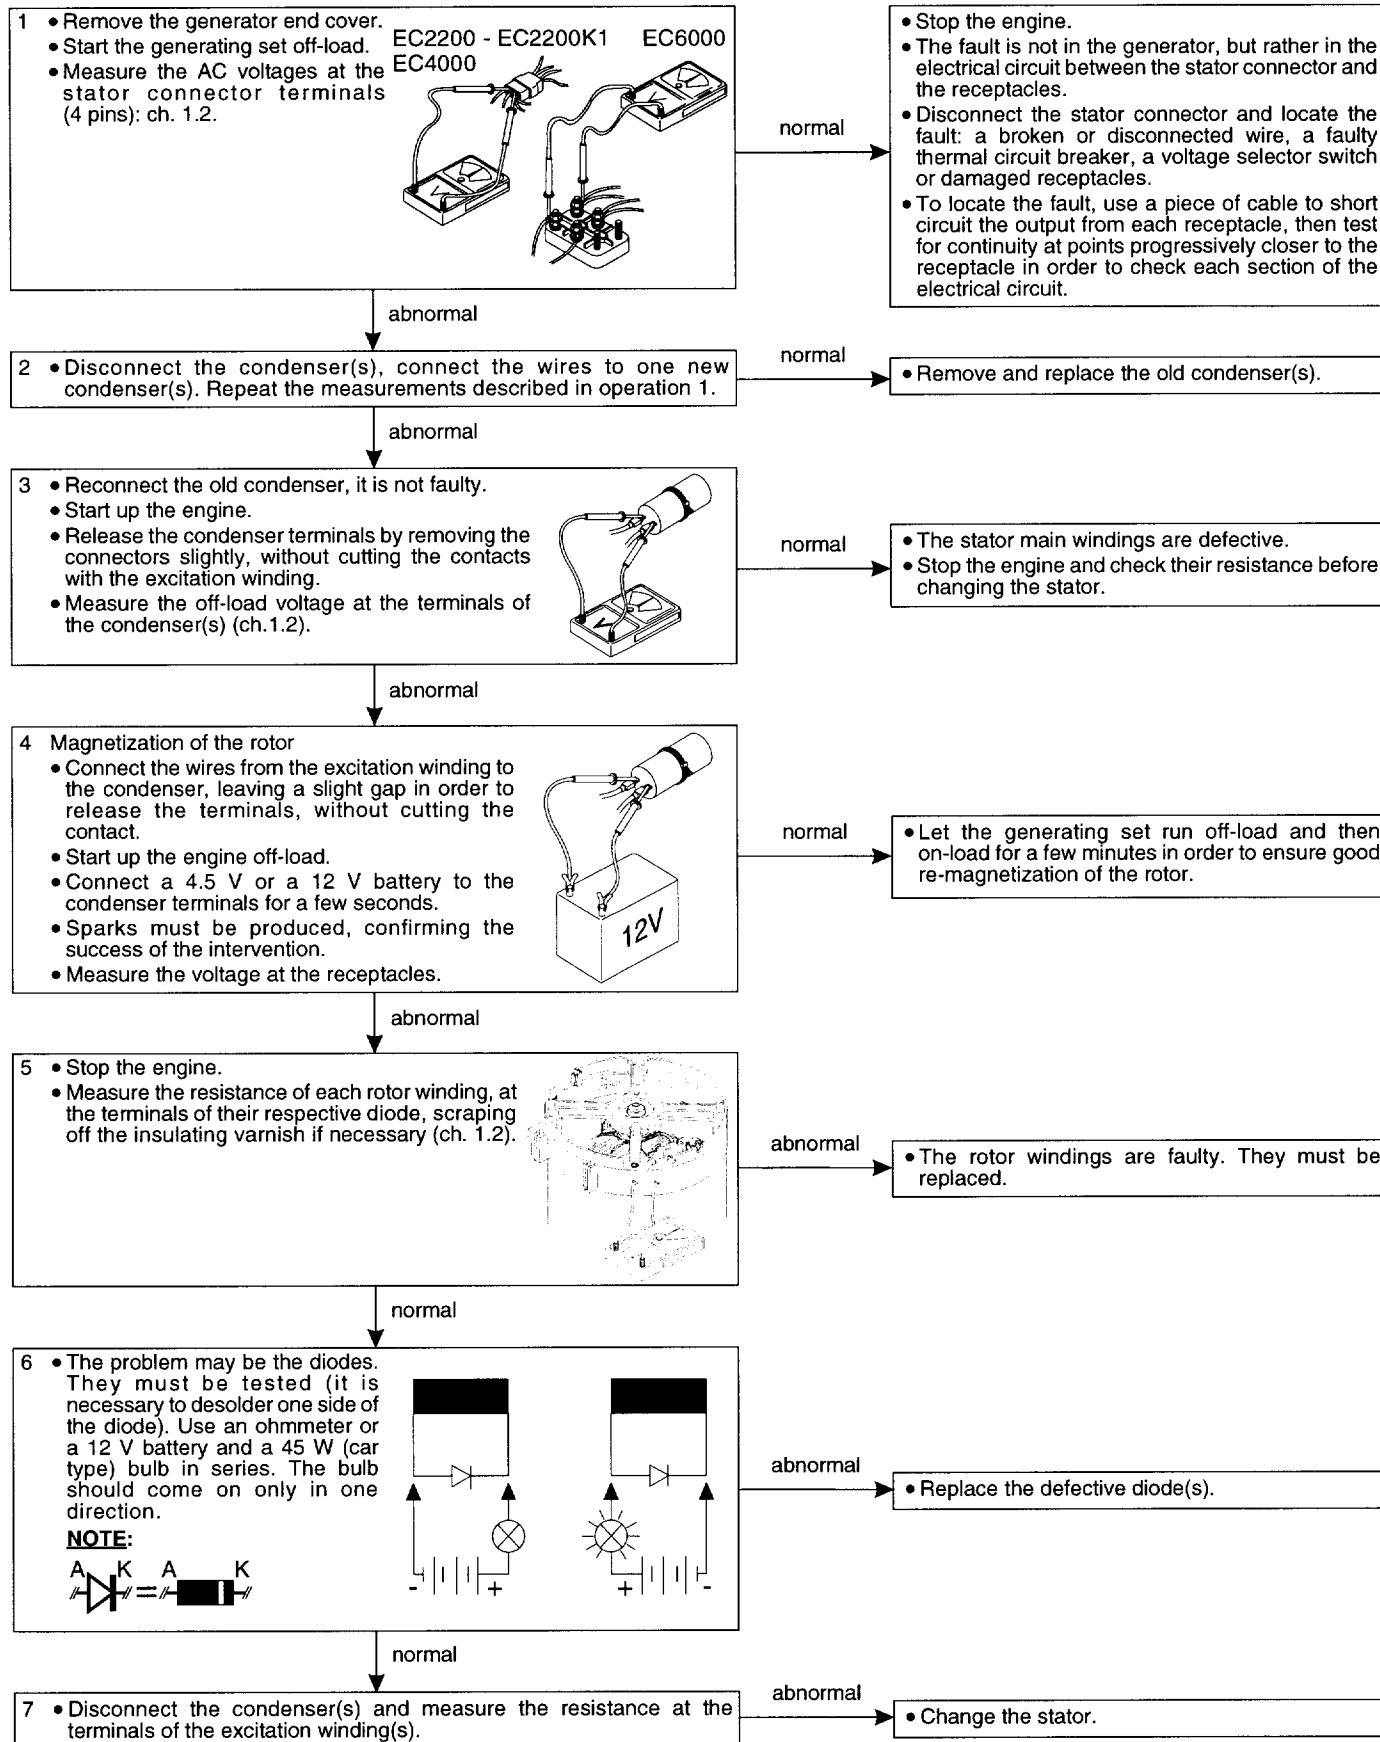 1 • Remove the generator end cover.
• Start the generating set off-load.
• Measure the AC voltages at the
stator connector terminals
(4 pins): ch. 1.2.
EC2200 - EC2200K1 EC6000
EC4000
V
V
normal
• Stop the engine.
• The fault is not in the generator, but rather in the
electrical circuit between the stator connector and
the receptacles.
• Disconnect the stator connector and locate the
fault: a broken or disconnected wire, a faulty
thermal circuit breaker, a voltage selector switch
or damaged receptacles.
• To locate the fault, use a piece of cable to short
circuit the output from each receptacle, then test
for continuity at points progressively closer to the
receptacle in order to check each section of the
electrical circuit.
abnormal
2 • Disconnect the condenser(s), connect the wires to one new
condenser(s). Repeat the measurements described in operation 1.
normal
• Remove and replace the old condenser(s).
abnormal
3 • Reconnect the old condenser, it is not faulty.
• Start up the engine.
• Release the condenser terminals by removing the
connectors slightly, without cutting the contacts
with the excitation winding.
• Measure the off-load voltage at the terminals of
the condenser(s) (ch.1.2).
V
normal
• The stator main windings are defective.
• Stop the engine and check their resistance before
changing the stator.
abnormal
4 Magnetization of the rotor
• Connect the wires from the excitation winding to
the condenser, leaving a slight gap in order to
release the terminals, without cutting the
contact.
• Start up the engine off-load.
• Connect a 4.5 V or a 12 V battery to the
condenser terminals for a few seconds.
• Sparks must be produced, confirming the
success of the intervention.
• Measure the voltage at the receptacles.
12V
normal
• Let the generating set run off-load and then
on-load for a few minutes in order to ensure good
re-magnetization of the rotor.
abnormal
5 • Stop the engine.
• Measure the resistance of each rotor winding, at
the terminals of their respective diode, scraping
off the insulating varnish if necessary (ch. 1.2).
abnormal
• The rotor windings are faulty. They must be
replaced.
normal
6 • The problem may be the diodes.
They must be tested (it is
necessary to desolder one side of
the diode). Use an ohmmeter or
a 12 V battery and a 45 W (car
type) bulb in series. The bulb
should come on only in one
direction.
NOTE:
A K = A K
- +
+ -
abnormal
• Replace the defective diode(s).
normal
7 • Disconnect the condenser(s) and measure the resistance at the
terminals of the excitation winding(s).
abnormal
• Change the stator.